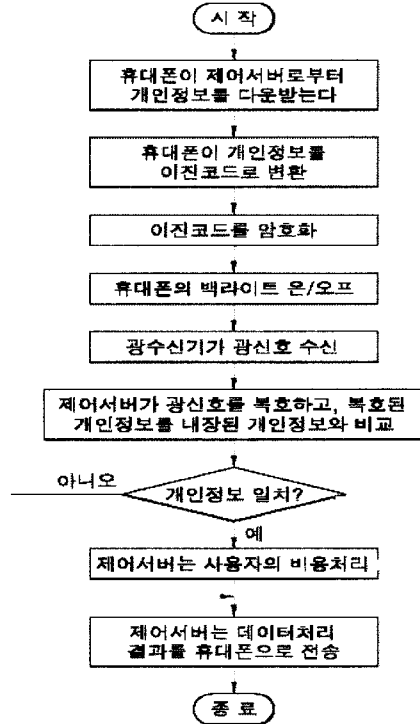 시 작
휴대폰이 제어서버로부터
개인정보를 다운받는다
휴대폰이 개인정보를
이진코드로 변환
이진코드를 암호화
휴대폰의 백라이트 온/오프
광수신기가 광신호 수신
제어서버가 광신호를 복호하고, 복호된
개인정보를 내장된 개인정보와 비교
아니오
개인정보 일치?
예
제어서버는 사용자의 비용처리
제어서버는 데이터처리
결과를 휴대폰으로 전송
종 료